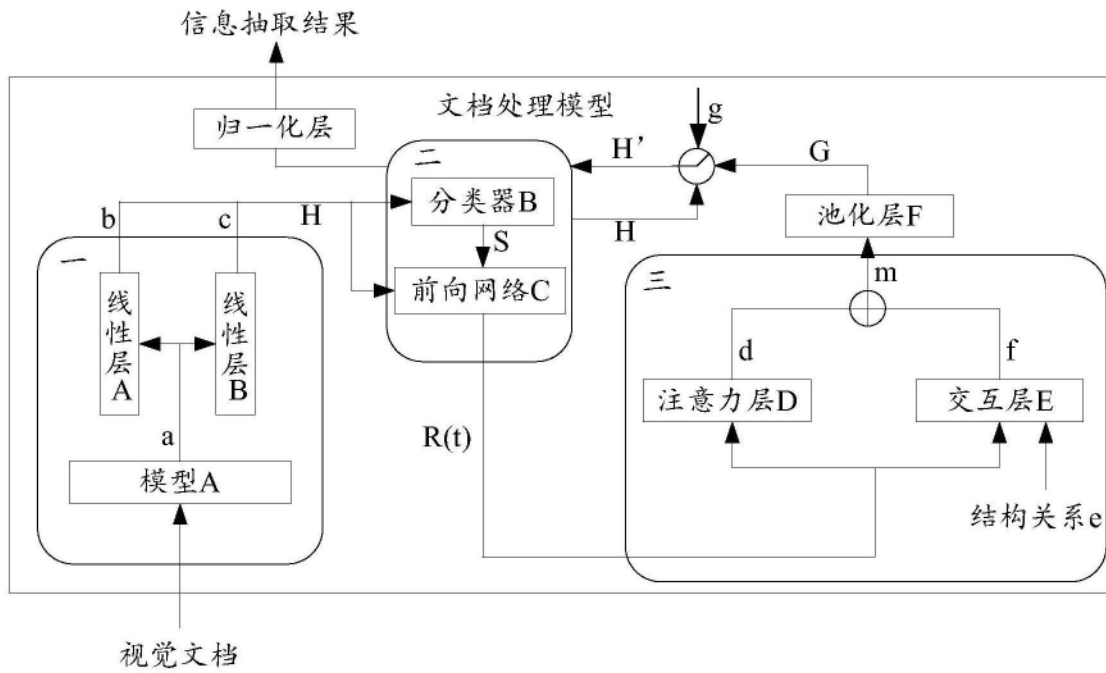 信息抽取结果
文档处理模型
归一化层
g
二
H’
G
分类器B
池化层F
b
c
H
H
S
一
三
m
前向网络C
线性层A
线性层B
d
f
注意力层D
交互层E
R(t)
a
模型A
结构关系e
视觉文档